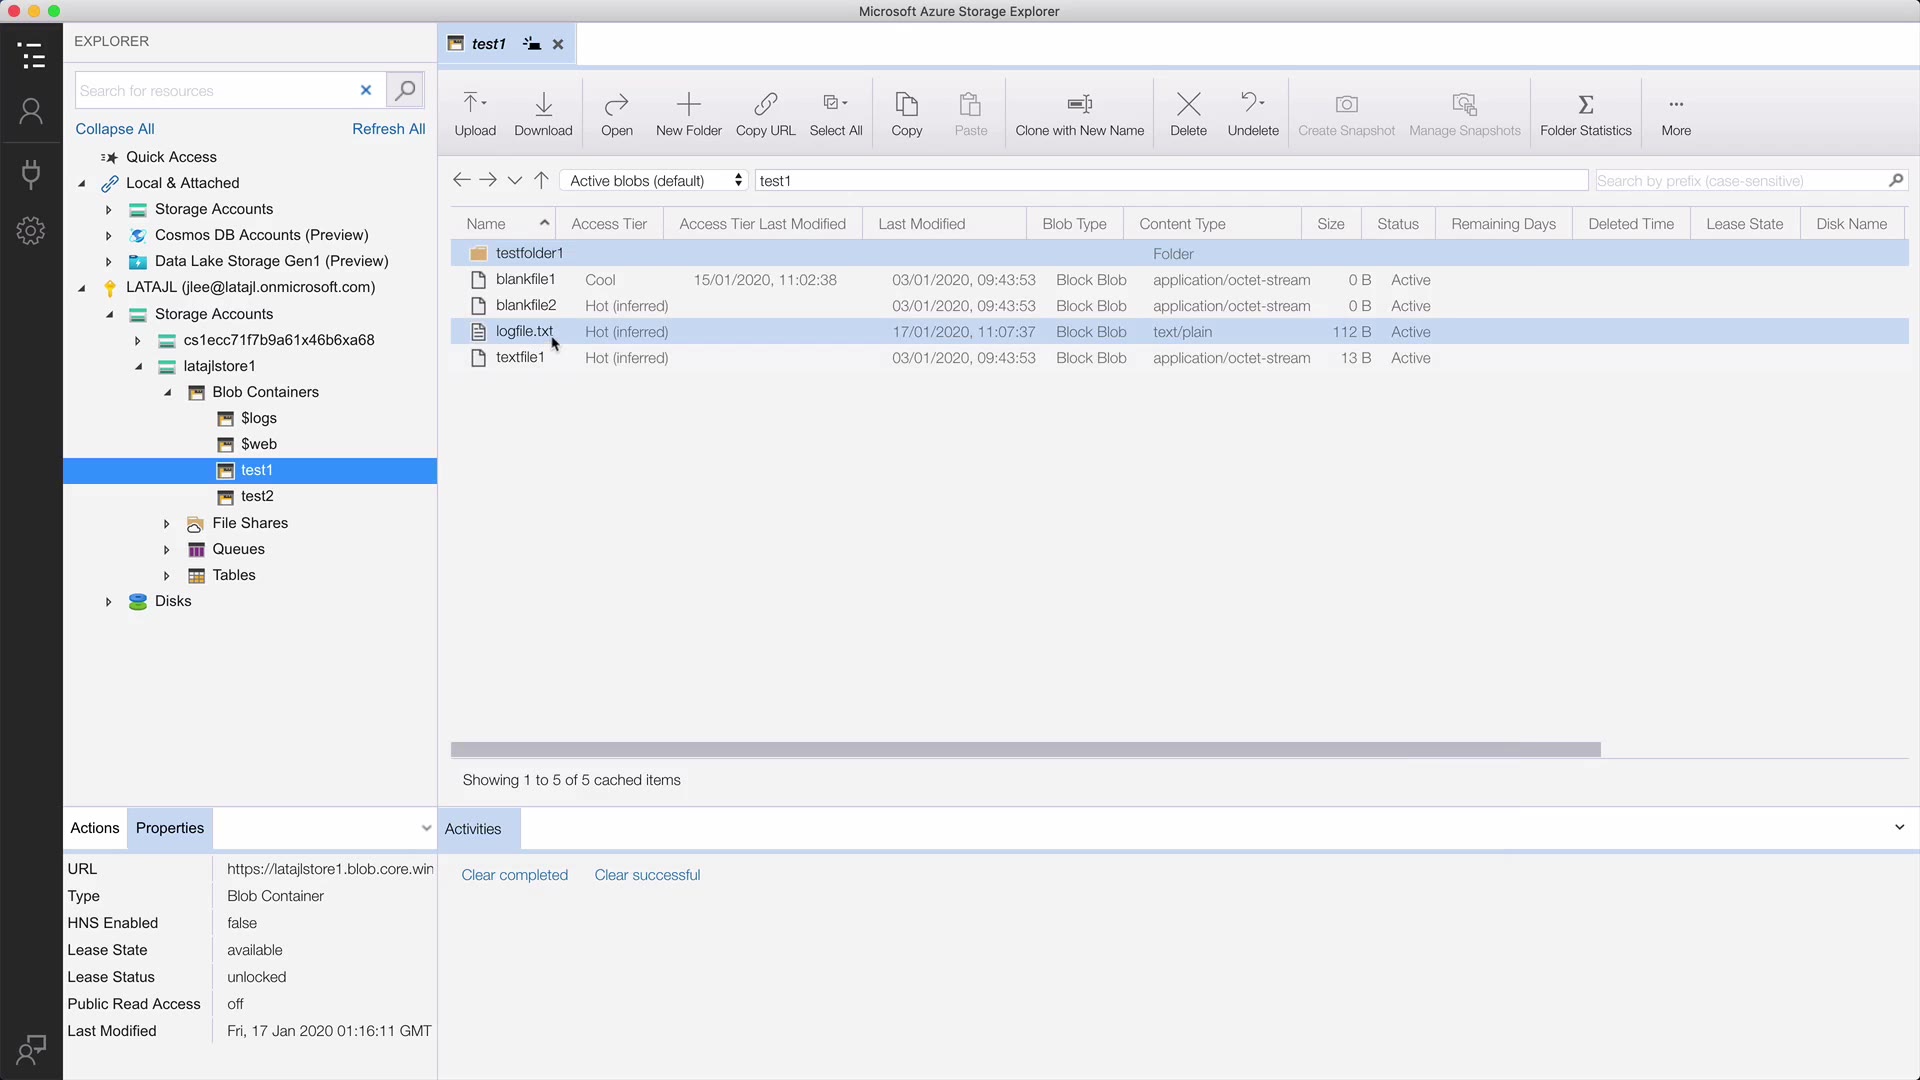 Microsoft Azure Storage Explorer
EXPLORER
Search for resources
Collapse All
Refresh All
Quick Access
Local & Attached
Storage Accounts
Cosmos DB Accounts (Preview)
Data Lake Storage Gen1 (Preview)
LATAJL (jlee@latajl.onmicrosoft.com)
Storage Accounts
cs1ecc71f7b9a61x46b6xa68
latajlstore1
Blob Containers
$logs
$web
test1
test2
File Shares
Queues
Tables
Disks
Actions
Properties
URL https://latajlstore1.blob.core.win
Type Blob Container
HNS Enabled false
Lease State available
Lease Status unlocked
Public Read Access off
Last Modified Fri, 17 Jan 2020 01:16:11 GMT
test1
Upload
Download
Open
New Folder
Copy URL
Select All
Copy
Paste
Clone with New Name
Delete
Undelete
Create Snapshot
Manage Snapshots
Folder Statistics
More
Active blobs (default)
test1
Search by prefix (case-sensitive)
Name Access Tier Access Tier Last Modified Last Modified Blob Type Content Type Size Status Remaining Days Deleted Time Lease State Disk Name
testfolder1 Folder
blankfile1 Cool 15/01/2020, 11:02:38 03/01/2020, 09:43:53 Block Blob application/octet-stream 0 B Active
blankfile2 Hot (inferred) 03/01/2020, 09:43:53 Block Blob application/octet-stream 0 B Active
logfile.txt Hot (inferred) 17/01/2020, 11:07:37 Block Blob text/plain 112 B Active
textfile1 Hot (inferred) 03/01/2020, 09:43:53 Block Blob application/octet-stream 13 B Active
Showing 1 to 5 of 5 cached items
Activities
Clear completed
Clear successful